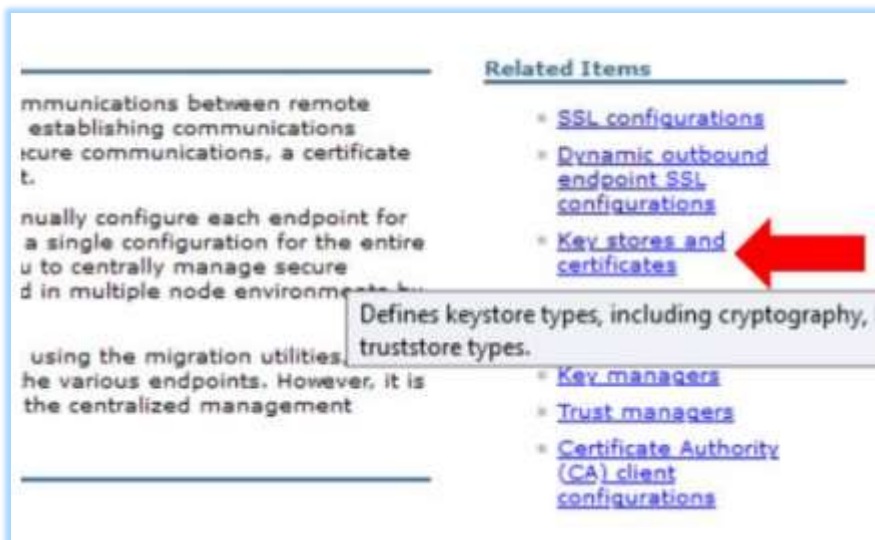 mmunications between remote
establishing communications
ecure communications, a certificate
t.
nually configure each endpoint for
a single configuration for the entire
u to centrally manage secure
d in multiple node environments by
using the migration utilities,
he various endpoints. However, it is
the centralized management
Related Items
SSL configurations
Dynamic outbound
endpoint SSL
configurations
Key stores and
certificates
Defines keystore types, including cryptography,
truststore types.
Key managers
Trust managers
Certificate Authority
(CA) client
configurations